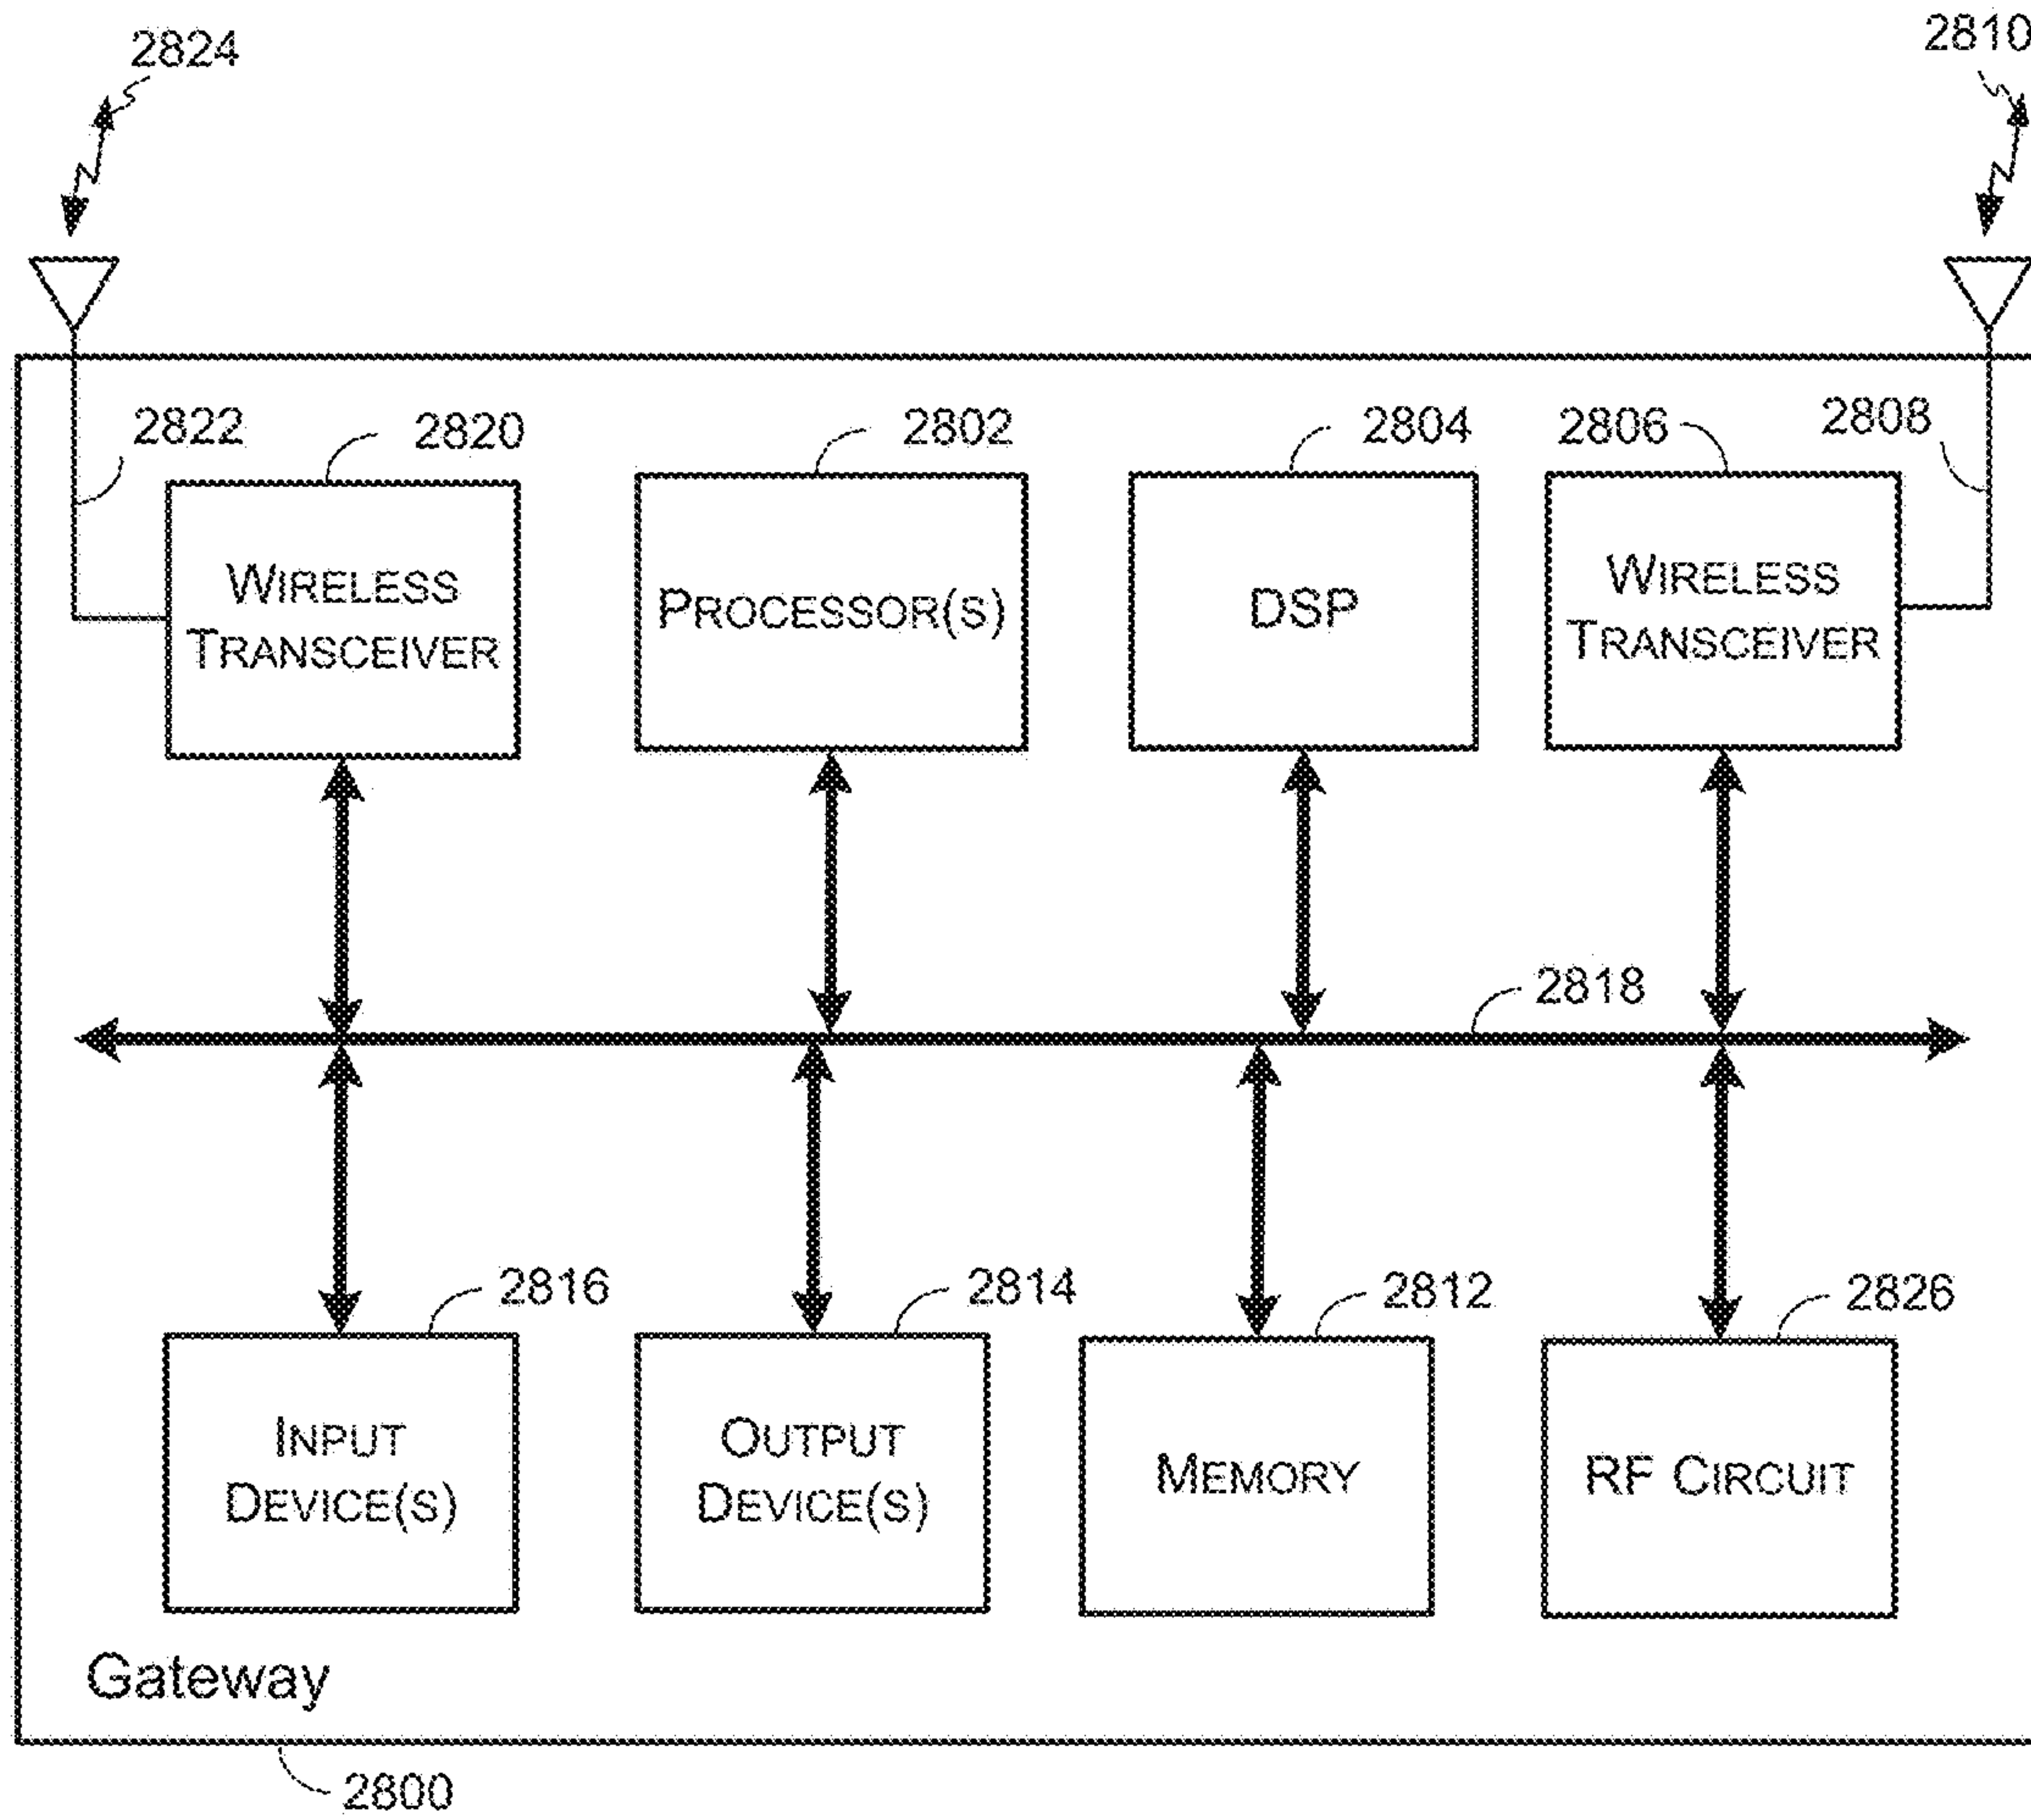 2824
2810
2822
2820
2802
2804
2806
2808
WIRELESS
TRANSCEIVER
PROCESSOR(S)
DSP
WIRELESS
TRANSCEIVER
2818
2816
2814
2812
2826
INPUT
DEVICE(S)
OUTPUT
DEVICE(S)
MEMORY
RF CIRCUIT
Gateway
2800